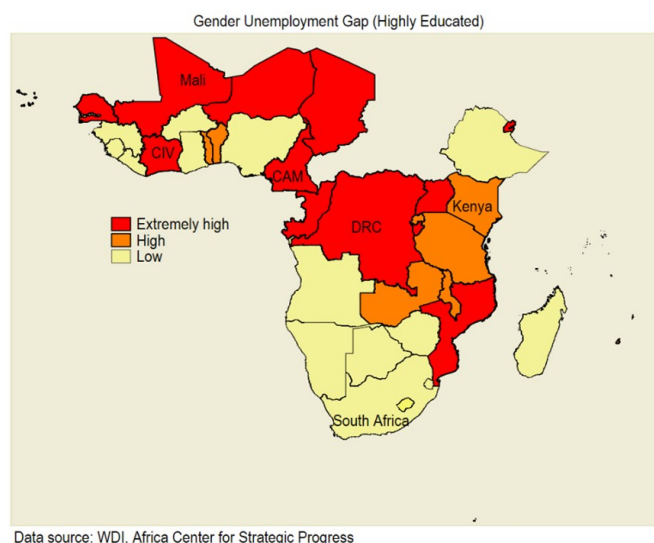 Gender Unemployment Gap (Highly Educated)
Mali
CIV
CAM
Kenya
DRC
Extremely high
High
Low
South Africa
Data source: WDI, Africa Center for Strategic Progress